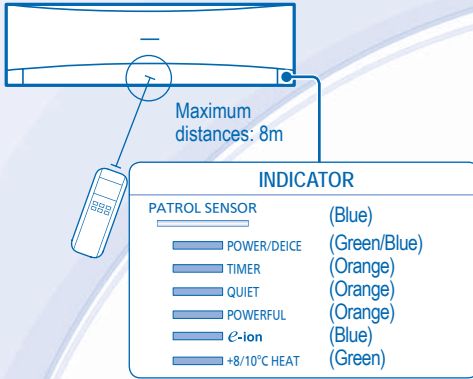 Maximum
distances: 8m
INDICATOR
PATROL SENSOR (Blue)
POWER/DEICE (Green/Blue)
TIMER (Orange)
QUIET (Orange)
POWERFUL (Orange)
e-ion (Blue)
+8/10°C HEAT (Green)